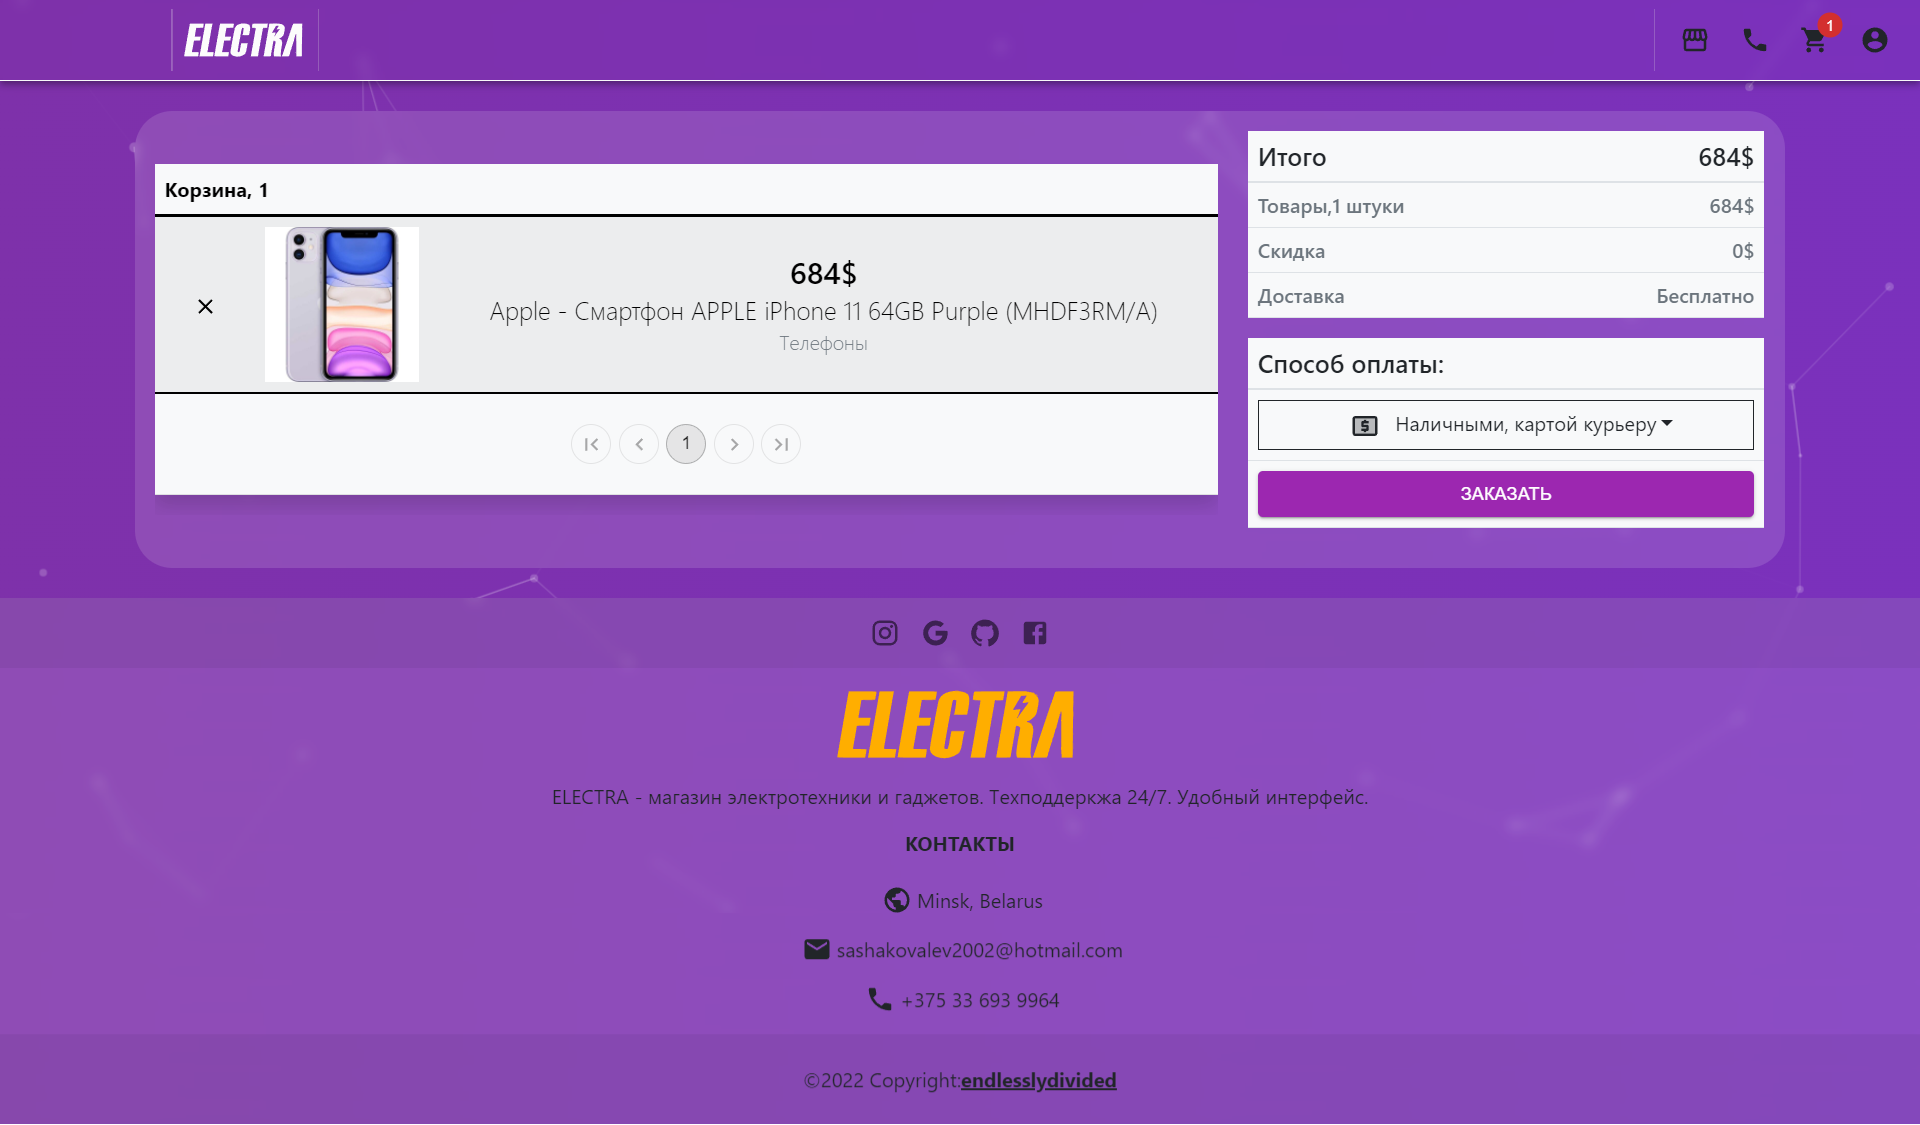 ELECTRA
1
Корзина, 1
684$
Apple - Смартфон APPLE iPhone 11 64GB Purple (MHDF3RM/A)
Телефоны
1
Итого 684$
Товары,1 штуки 684$
Скидка 0$
Доставка Бесплатно
Способ оплаты:
Наличными, картой курьеру
ЗАКАЗАТЬ
ELECTRA
ELECTRA - магазин электротехники и гаджетов. Техподдеркжа 24/7. Удобный интерфейс.
КОНТАКТЫ
Minsk, Belarus
sashakovalev2002@hotmail.com
+375 33 693 9964
©2022 Copyright:endlesslydivided